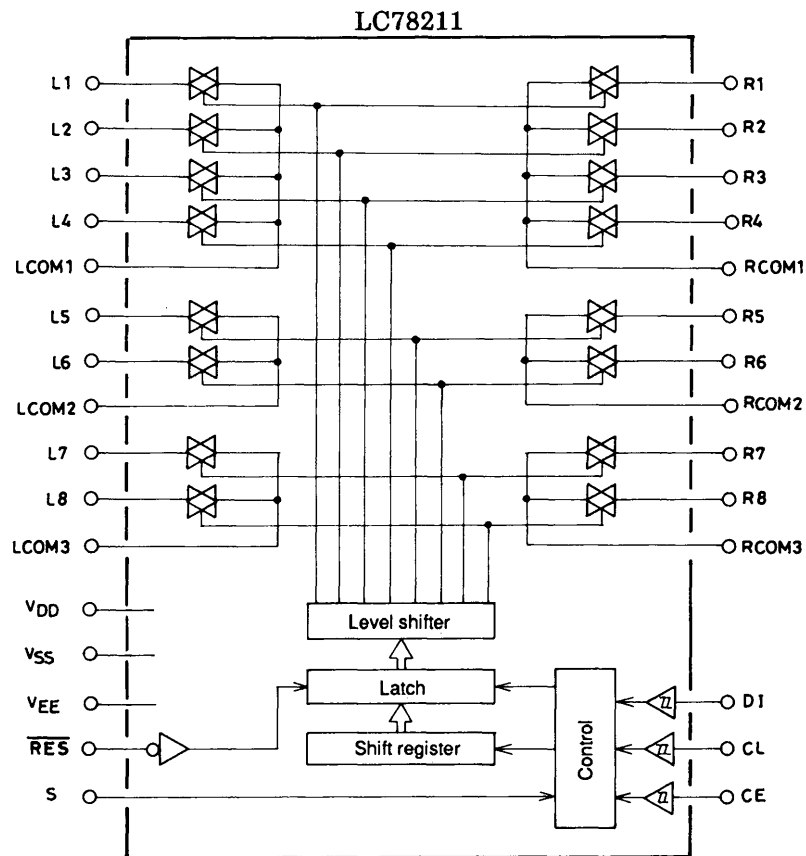 LC78211
L1
R1
L2
R2
L3
R3
L4
R4
LCOM1
RCOM1
L5
R5
L6
R6
LCOM2
RCOM2
L7
R7
L8
R8
LCOM3
RCOM3
VDD
Level shifter
VSS
Latch
VEE
DI
RES
Shift register
Control
CL
S
CE